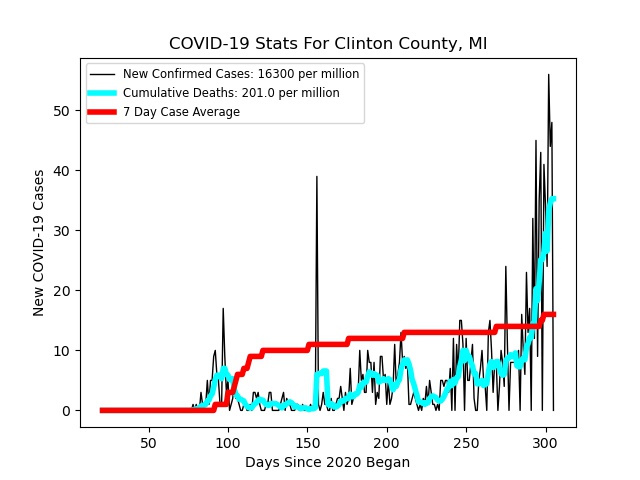 COVID-19 Stats For Clinton County, MI
New Confirmed Cases: 16300 per million
Cumulative Deaths: 201.0 per million
7 Day Case Average
New COVID-19 Cases
50
40
30
20
10
0
50 100 150 200 250 300
Days Since 2020 Began